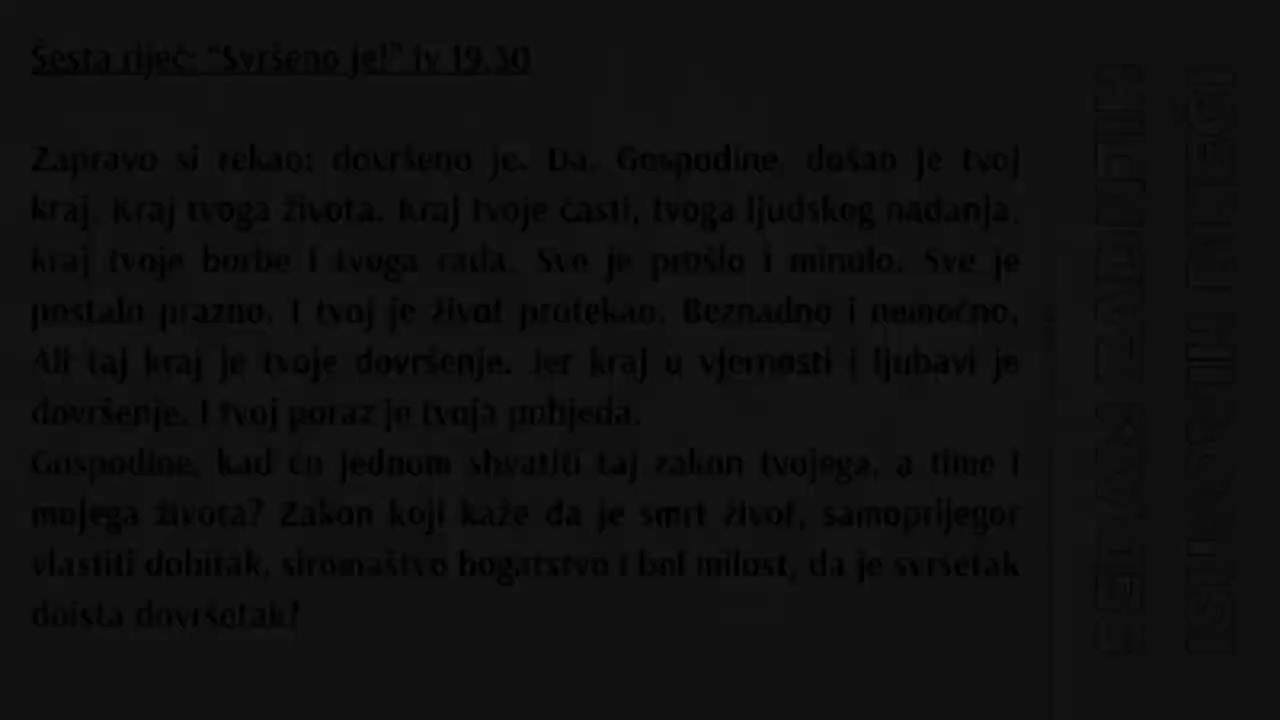 Šesta riječ: "Svršeno je!" Iv 19,30
Zapravo si rekao: dovršeno je. Da, Gospodine, došao je tvoj
kraj. Kraj tvoga života. Kraj tvoje časti, tvoga ljudskog nadanja,
kraj tvoje borbe i tvoga rada. Sve je prošlo i minulo. Sve je
postalo prazno. I tvoj je život protekao. Beznadno i nemoćno.
Ali taj kraj je tvoje dovršenje. Jer kraj u vjernosti i ljubavi je
dovršenje. I tvoj poraz je tvoja pobjeda.
Gospodine, kad ću jednom shvatiti taj zakon tvojega, a time i
mojega života? Zakon koji kaže da je smrt život, samoprijegor
vlastiti dobitak, siromaštvo bogatstvo i bol milost, da je svršetak
doista dovršetak?
SEDAM ZADNJIH
ISUSOVIH RIJEČI